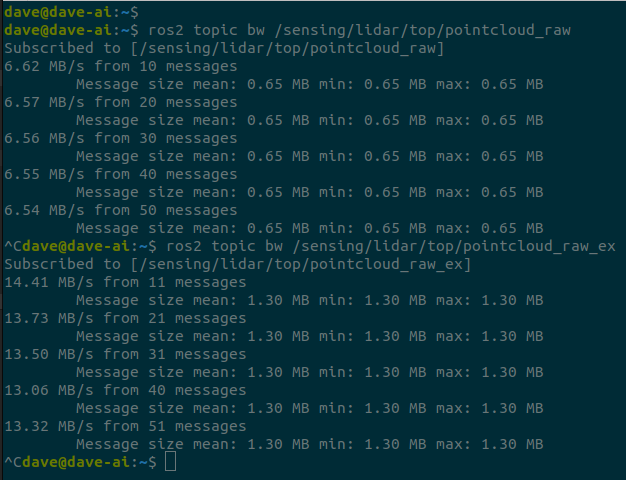 dave@dave-ai:~$
dave@dave-ai:~$ ros2 topic bw /sensing/lidar/top/pointcloud_raw
Subscribed to [/sensing/lidar/top/pointcloud_raw]
6.62 MB/s from 10 messages
        Message size mean: 0.65 MB min: 0.65 MB max: 0.65 MB
6.57 MB/s from 20 messages
        Message size mean: 0.65 MB min: 0.65 MB max: 0.65 MB
6.56 MB/s from 30 messages
        Message size mean: 0.65 MB min: 0.65 MB max: 0.65 MB
6.55 MB/s from 40 messages
        Message size mean: 0.65 MB min: 0.65 MB max: 0.65 MB
6.54 MB/s from 50 messages
        Message size mean: 0.65 MB min: 0.65 MB max: 0.65 MB
^Cdave@dave-ai:~$ ros2 topic bw /sensing/lidar/top/pointcloud_raw_ex
Subscribed to [/sensing/lidar/top/pointcloud_raw_ex]
14.41 MB/s from 11 messages
        Message size mean: 1.30 MB min: 1.30 MB max: 1.30 MB
13.73 MB/s from 21 messages
        Message size mean: 1.30 MB min: 1.30 MB max: 1.30 MB
13.50 MB/s from 31 messages
        Message size mean: 1.30 MB min: 1.30 MB max: 1.30 MB
13.06 MB/s from 40 messages
        Message size mean: 1.30 MB min: 1.30 MB max: 1.30 MB
13.32 MB/s from 51 messages
        Message size mean: 1.30 MB min: 1.30 MB max: 1.30 MB
^Cdave@dave-ai:~$